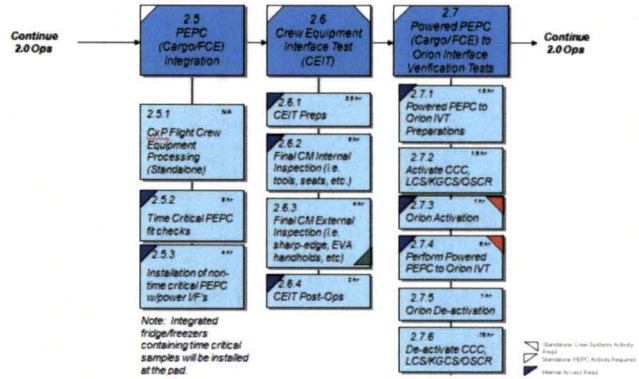 Continue
2.0 Ops
2.5
PEPC
(Cargo/FCE)
Integration
2.5.1
N/A
CxP Flight Crew
Equipment
Processing
(Standalone)
2.5.2
Time Critical PEPC
fit checks
2.5.3
Installation of non-
time critical PEPC
w/power I/F's
Note: Integrated
fridge/freezers
containing time critical
samples will be installed
at the pad.
2.6
Crew Equipment
Interface Test
(CEIT)
2.6.1
CEIT Preps
2.6.2
Final CM Internal
Inspection (i.e.
tools, seats, etc.)
2.6.3
Final CM External
Inspection (i.e.
sharp-edge, EVA
handholds, etc)
2.6.4
CEIT Post-Ops
2.7
Powered PEPC
(Cargo/FCE) to
Orion Interface
Verification Tests
2.7.1
Powered PEPC to
Orion IVT
Preparations
2.7.2
Activate CCC,
LCS/KGCS/OSCR
2.7.3
Orion Activation
2.7.4
Perform Powered
PEPC to Orion IVT
2.7.5
Orion De-activation
2.7.6
De-activate CCC,
LCS/KGCS/OSCR
Continue
2.0 Ops
Standalone Crew Systems Activity
Reqd
Standalone PEPC Activity Required
Internal Access Reqd